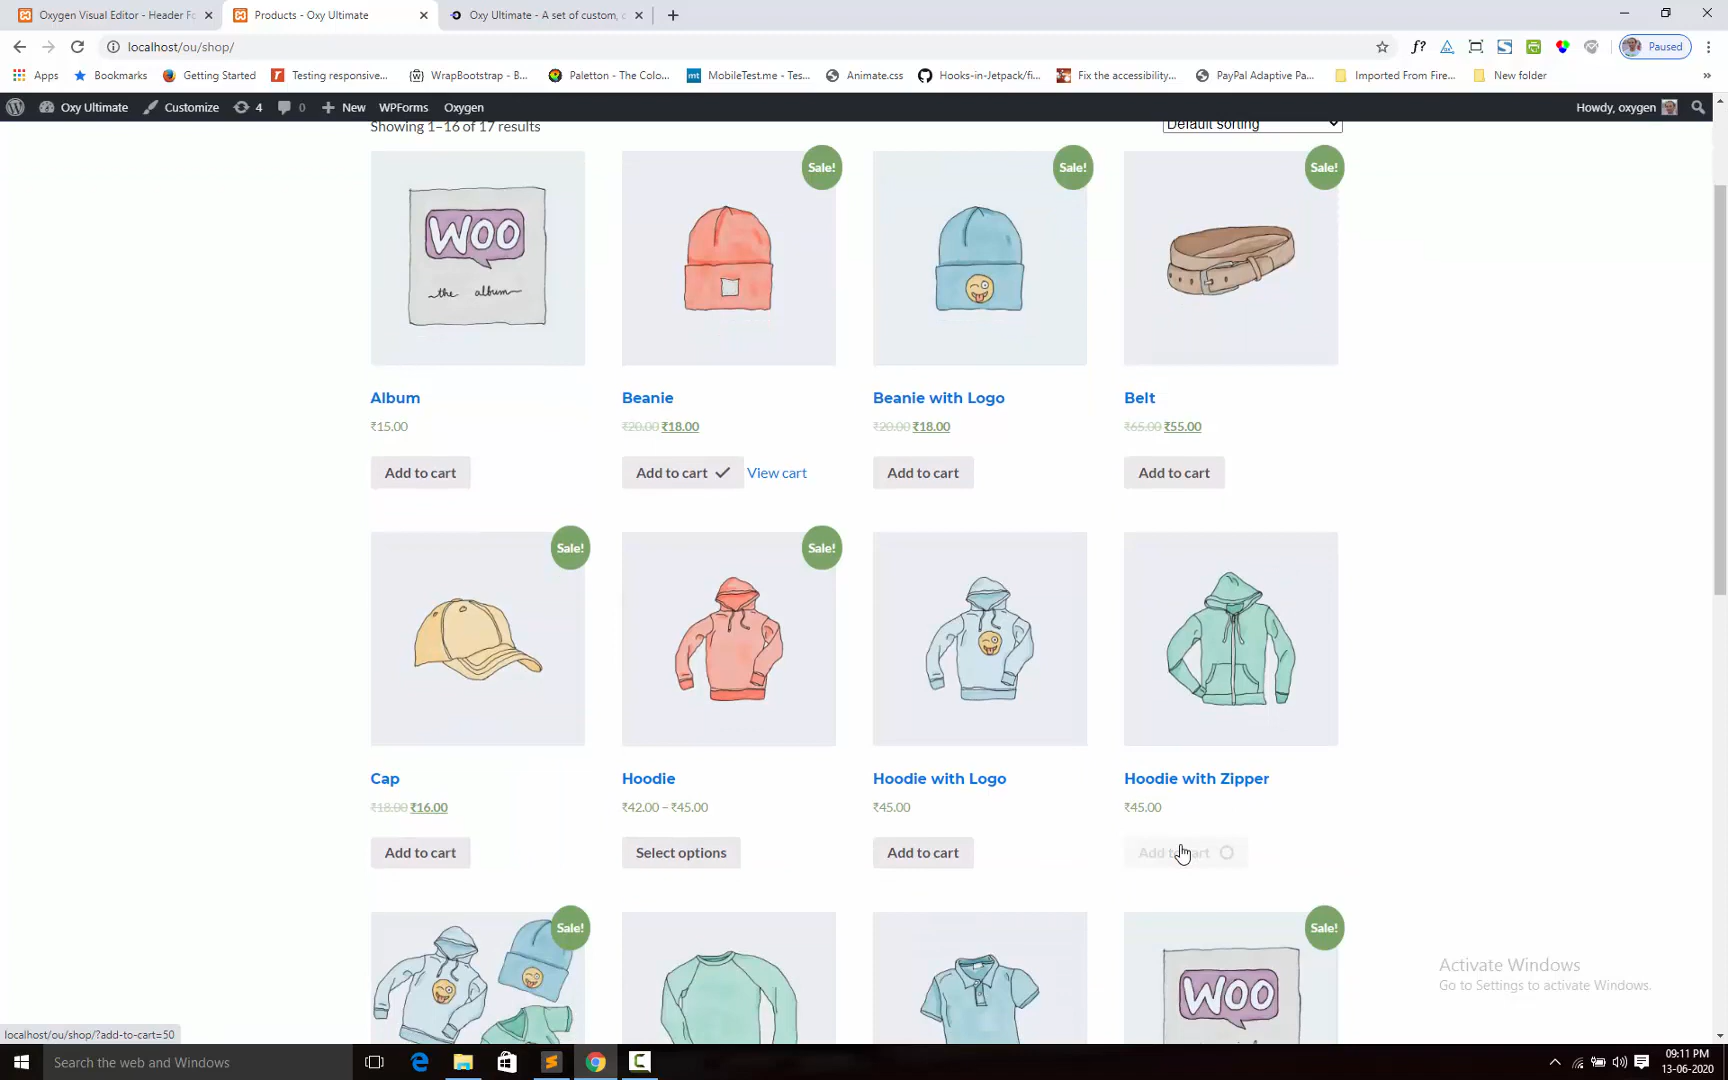 Oxygen Visual Editor - Header Fo
Products - Oxy Ultimate
Oxy Ultimate - A set of custom, c
localhost/ou/shop/
f?
Paused
Apps
Bookmarks
Getting Started
Testing responsive...
WrapBootstrap - B...
Paletton - The Colo...
MobileTest.me - Tes...
Animate.css
Hooks-in-Jetpack/fi...
Fix the accessibility...
PayPal Adaptive Pa...
Imported From Fire...
New folder
»
Oxy Ultimate
Customize
4
0
New
WPForms
Oxygen
Howdy, oxygen
Showing 1–16 of 17 results
Default sorting
Sale!
Sale!
Sale!
WOO
the album
Album
Beanie
Beanie with Logo
Belt
₹15.00
₹20.00 ₹18.00
₹20.00 ₹18.00
₹65.00 ₹55.00
Add to cart
Add to cart
View cart
Add to cart
Add to cart
Sale!
Sale!
Cap
Hoodie
Hoodie with Logo
Hoodie with Zipper
₹18.00 ₹16.00
₹42.00 – ₹45.00
₹45.00
₹45.00
Add to cart
Select options
Add to cart
Add to cart
Sale!
Sale!
WOO
Activate Windows
Go to Settings to activate Windows.
localhost/ou/shop/?add-to-cart=50
Search the web and Windows
09:11 PM
13-06-2020